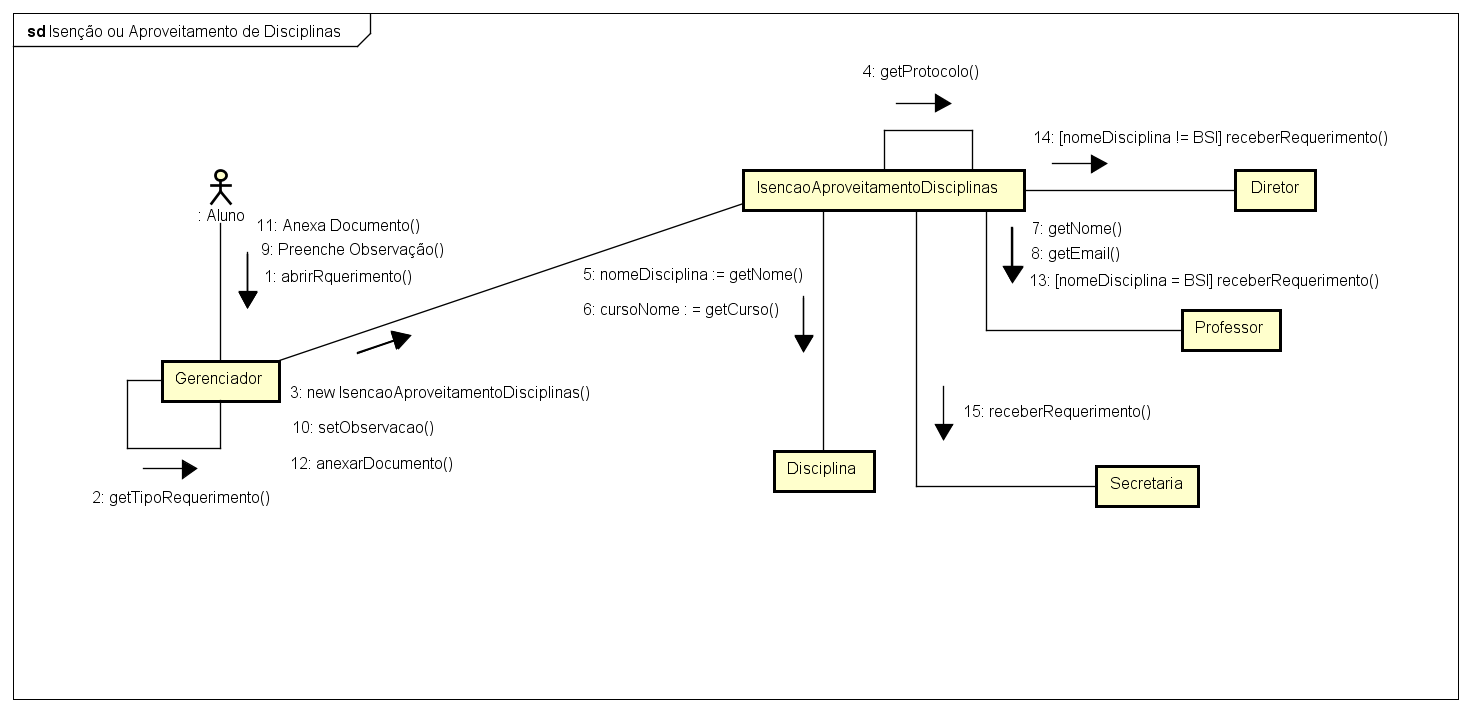 sd Isenção ou Aproveitamento de Disciplinas
4: getProtocolo()
14: [nomeDisciplina != BSI] receberRequerimento()
IsencaoAproveitamentoDisciplinas
Diretor
: Aluno
11: Anexa Documento()
9: Preenche Observação()
1: abrirRquerimento()
7: getNome()
8: getEmail()
13: [nomeDisciplina = BSI] receberRequerimento()
5: nomeDisciplina := getNome()
6: cursoNome : = getCurso()
Professor
Gerenciador
3: new IsencaoAproveitamentoDisciplinas()
10: setObservacao()
12: anexarDocumento()
15: receberRequerimento()
Disciplina
Secretaria
2: getTipoRequerimento()